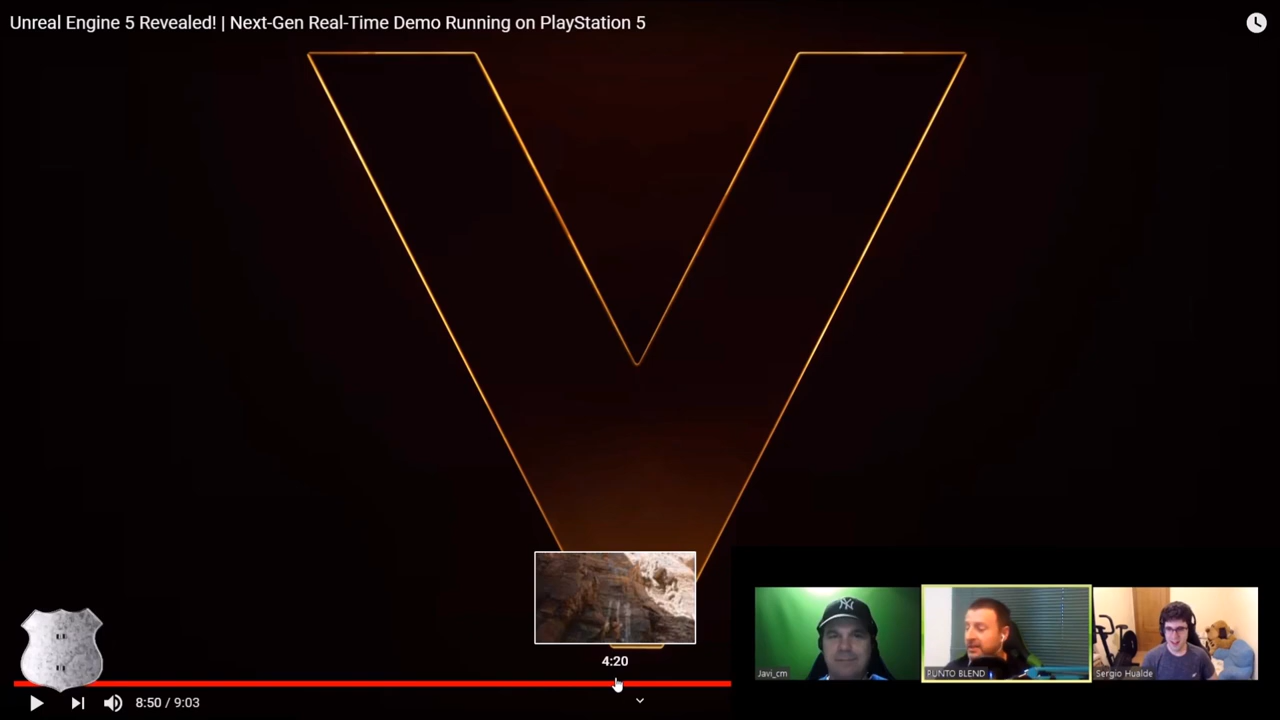 Unreal Engine 5 Revealed! | Next-Gen Real-Time Demo Running on PlayStation 5
4:20
Javi_cm
PUNTO BLEND
Sergio Hualde
8:50 / 9:03